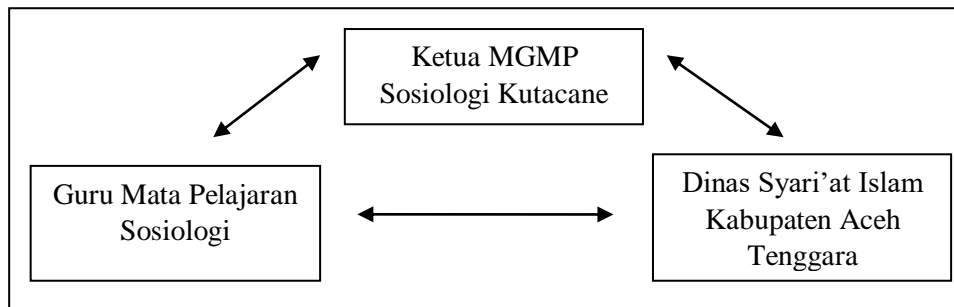 Ketua MGMP
Sosiologi Kutacane
Guru Mata Pelajaran
Sosiologi
Dinas Syari’at Islam
Kabupaten Aceh
Tenggara